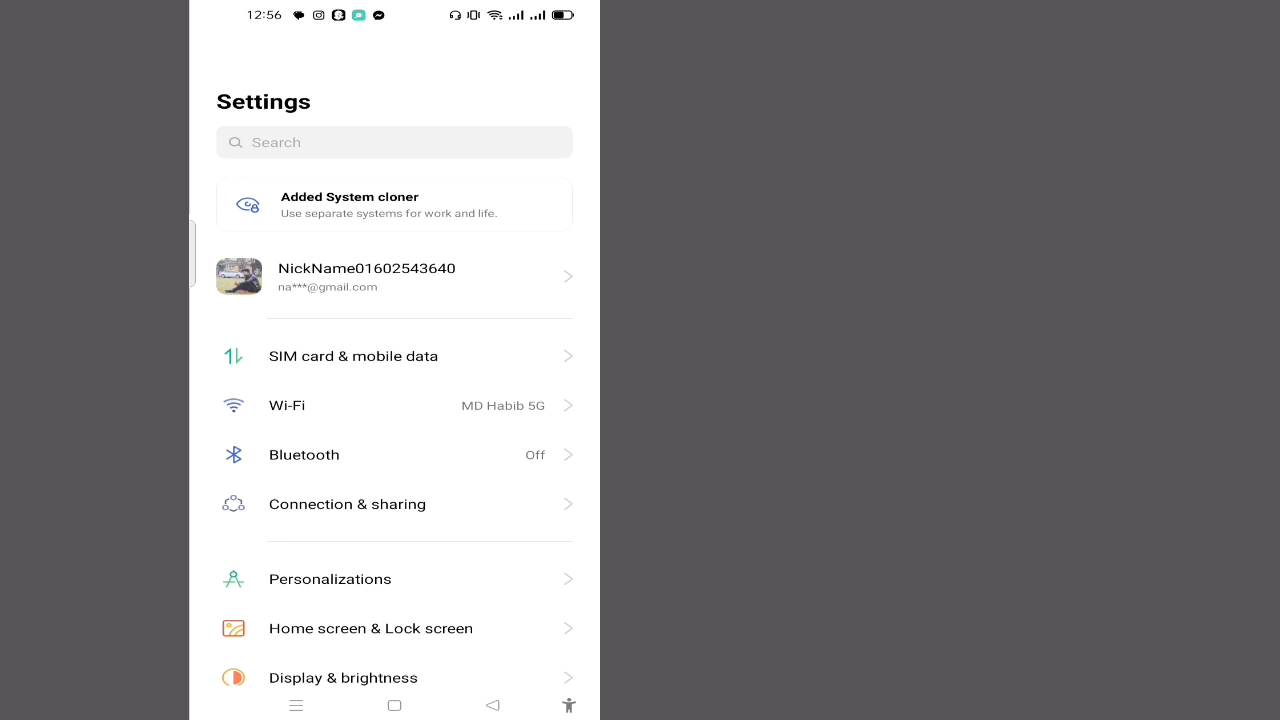 12:56
Settings
Search
Added System cloner
Use separate systems for work and life.
NickName01602543640
na***@gmail.com
SIM card & mobile data
Wi-Fi MD Habib 5G
Bluetooth Off
Connection & sharing
Personalizations
Home screen & Lock screen
Display & brightness